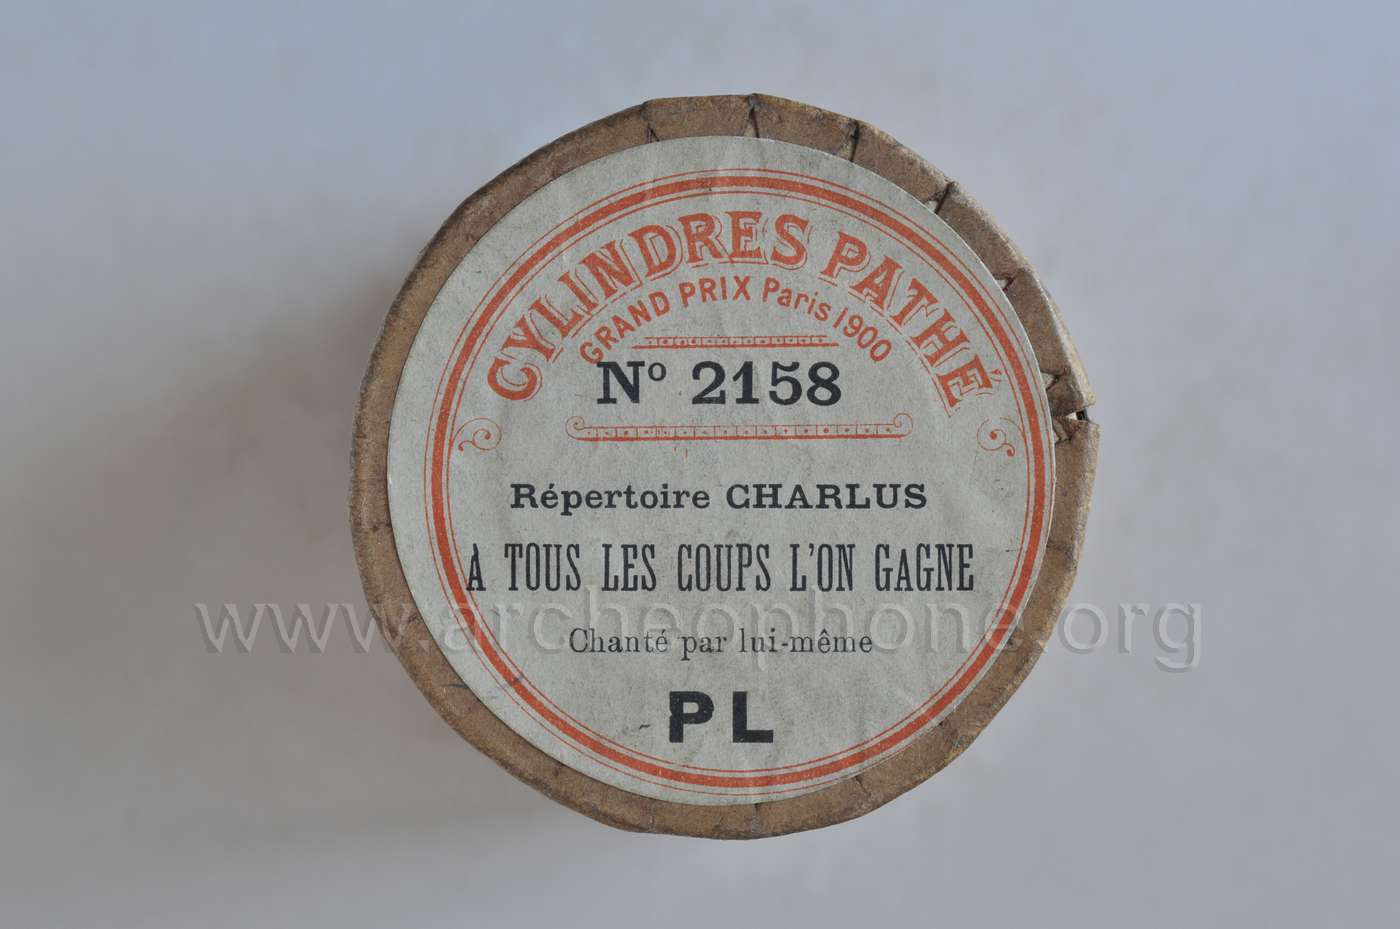 CYLINDRES PATHÉ
GRAND PRIX Paris 1900
Nº 2158
Répertoire CHARLUS
A TOUS LES COUPS L'ON GAGNE
www.archeophone.org
Chanté par lui-même
PL